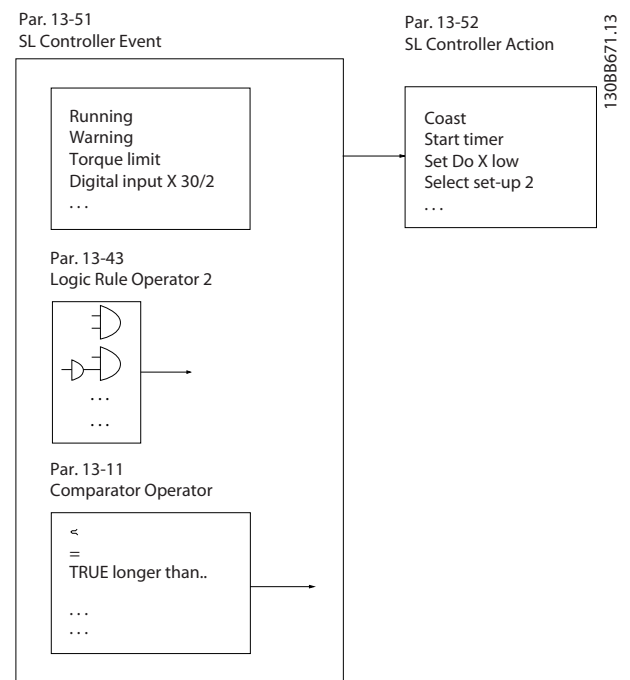 Par. 13-51
SL Controller Event
Par. 13-52
SL Controller Action
130BB671.13
Running
Warning
Torque limit
Digital input X 30/2
. . .
Coast
Start timer
Set Do X low
Select set-up 2
. . .
Par. 13-43
Logic Rule Operator 2
. . .
. . .
Par. 13-11
Comparator Operator
<
=
TRUE longer than..
. . .
. . .